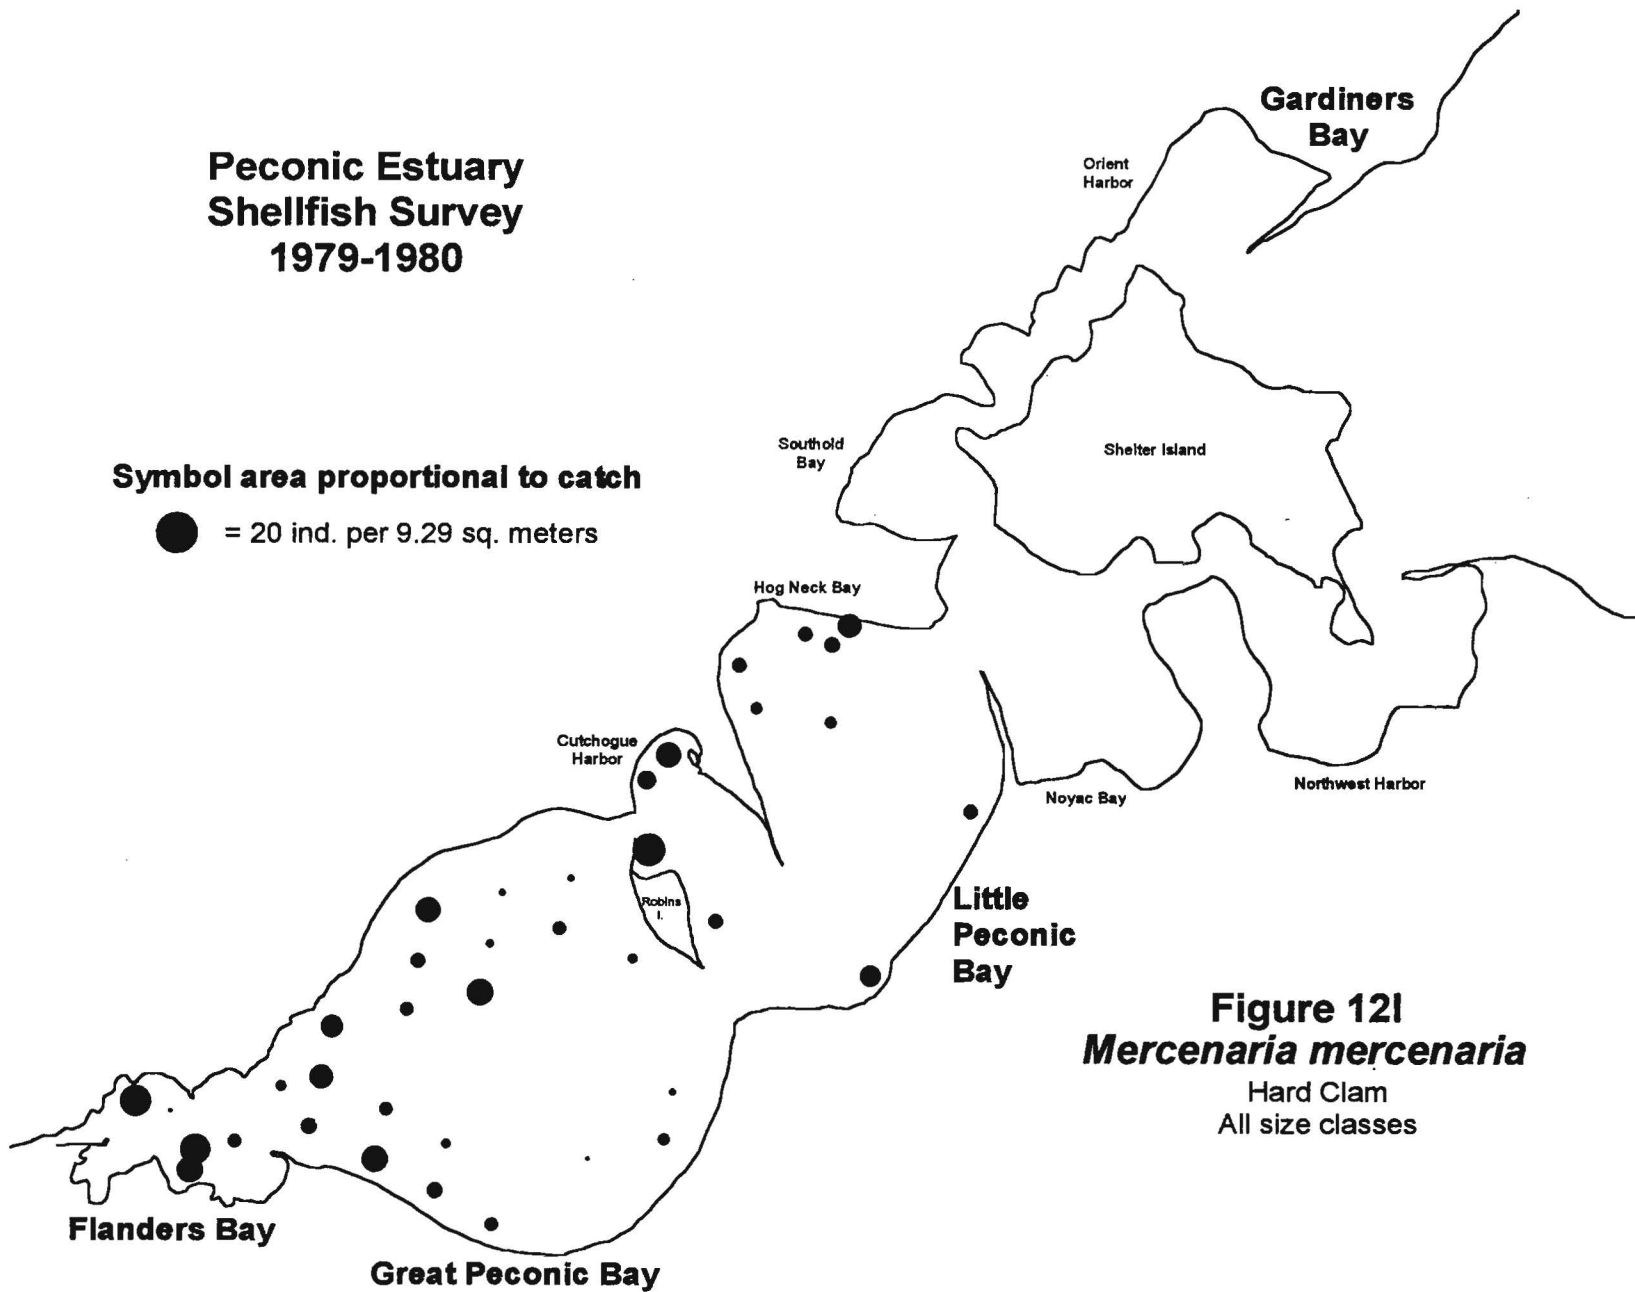 Peconic Estuary
Shellfish Survey
1979-1980
Gardiners
Bay
Orient
Harbor
Southold
Bay
Shelter Island
Symbol area proportional to catch
= 20 ind. per 9.29 sq. meters
Hog Neck Bay
Cutchogue
Harbor
Noyac Bay
Northwest Harbor
Robins
I.
Little
Peconic
Bay
Figure 12I
Mercenaria mercenaria
Hard Clam
All size classes
Flanders Bay
Great Peconic Bay